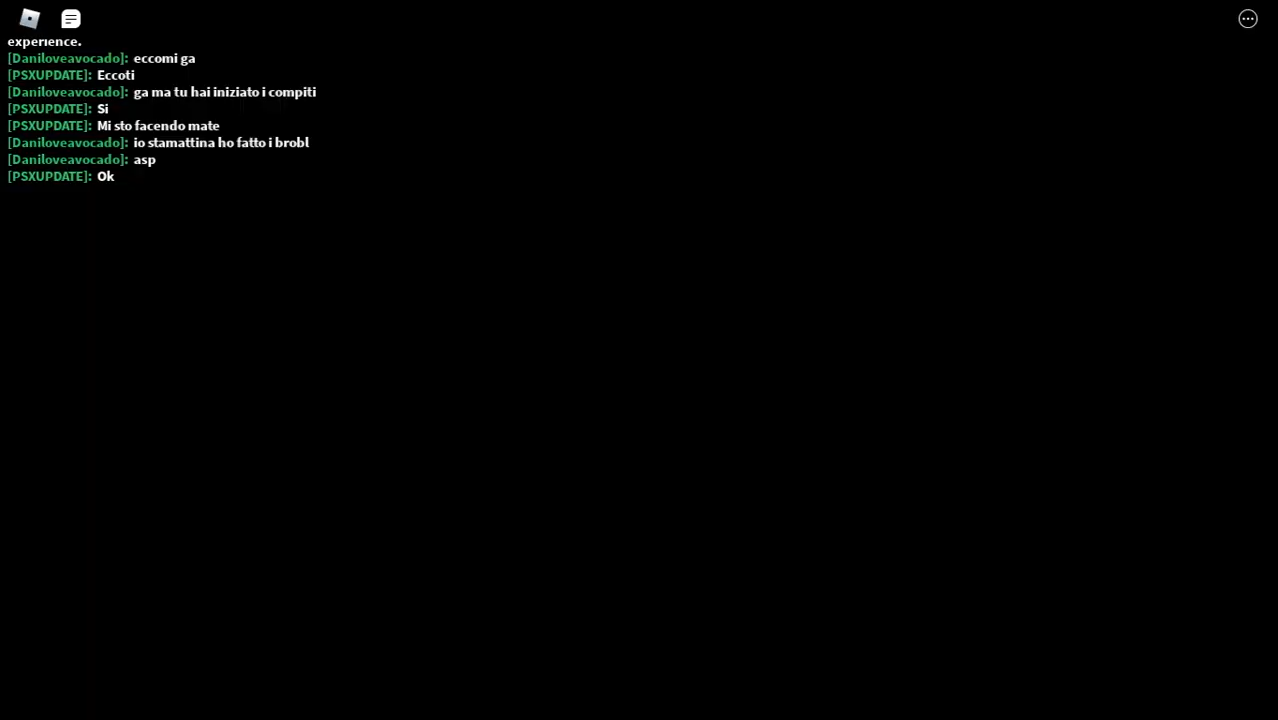 experience.
[Daniloveavocado]: eccomi ga
[PSXUPDATE]: Eccoti
[Daniloveavocado]: ga ma tu hai iniziato i compiti
[PSXUPDATE]: Si
[PSXUPDATE]: Mi sto facendo mate
[Daniloveavocado]: io stamattina ho fatto i brobl
[Daniloveavocado]: asp
[PSXUPDATE]: Ok